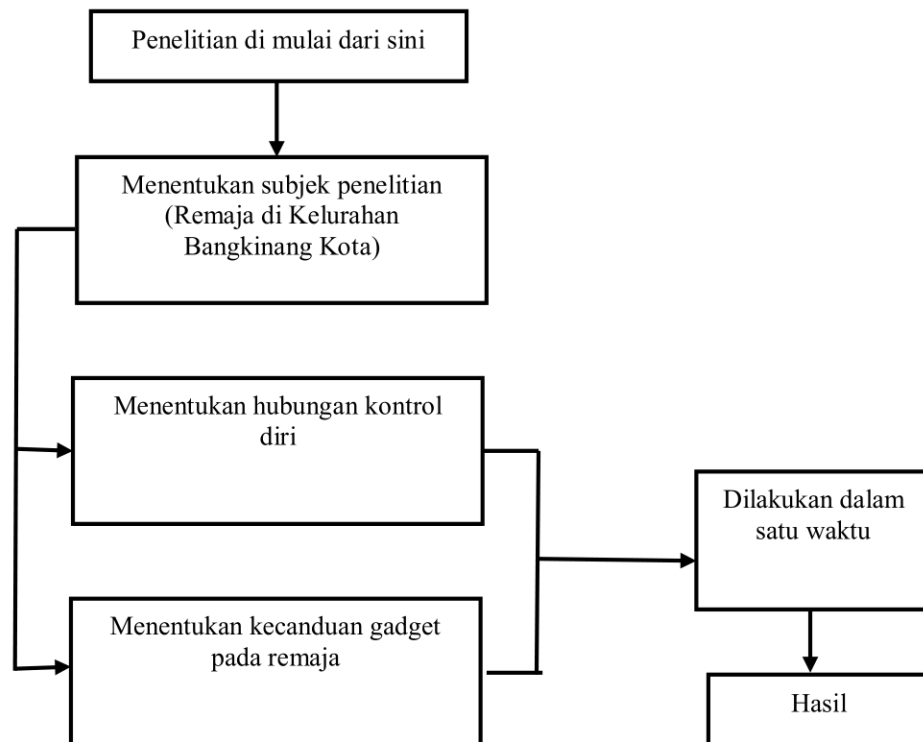 Penelitian di mulai dari sini
Menentukan subjek penelitian
(Remaja di Kelurahan
Bangkinang Kota)
Menentukan hubungan kontrol
diri
Menentukan kecanduan gadget
pada remaja
Dilakukan dalam
satu waktu
Hasil